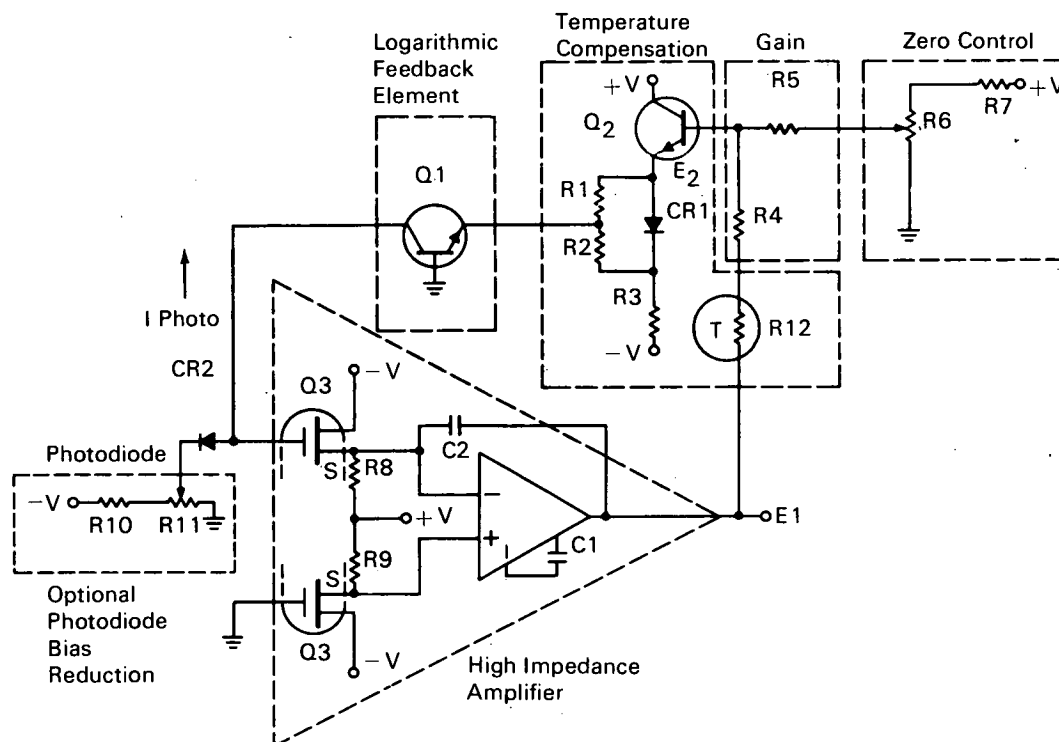 Logarithmic
Feedback
Element
Temperature
Compensation
Gain
Zero Control
+V
Q2
E2
R5
R7
+V
R6
Q1
R1
R2
CR1
R4
R3
−V
T
R12
I Photo
CR2
Q3
−V
C2
Photodiode
S
R8
−
−V
R10
R11
+V
E1
R9
+
C1
S
Q3
−V
Optional
Photodiode
Bias
Reduction
High Impedance
Amplifier